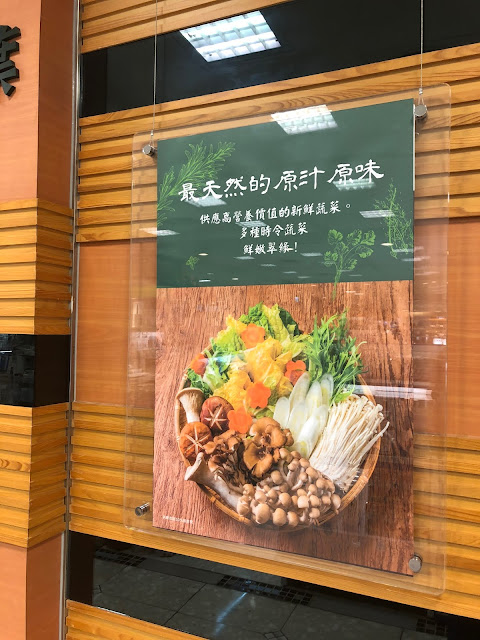 最天然的原汁原味
供應高營養價值的新鮮蔬菜。
多種時令蔬菜
鮮嫩翠綠!